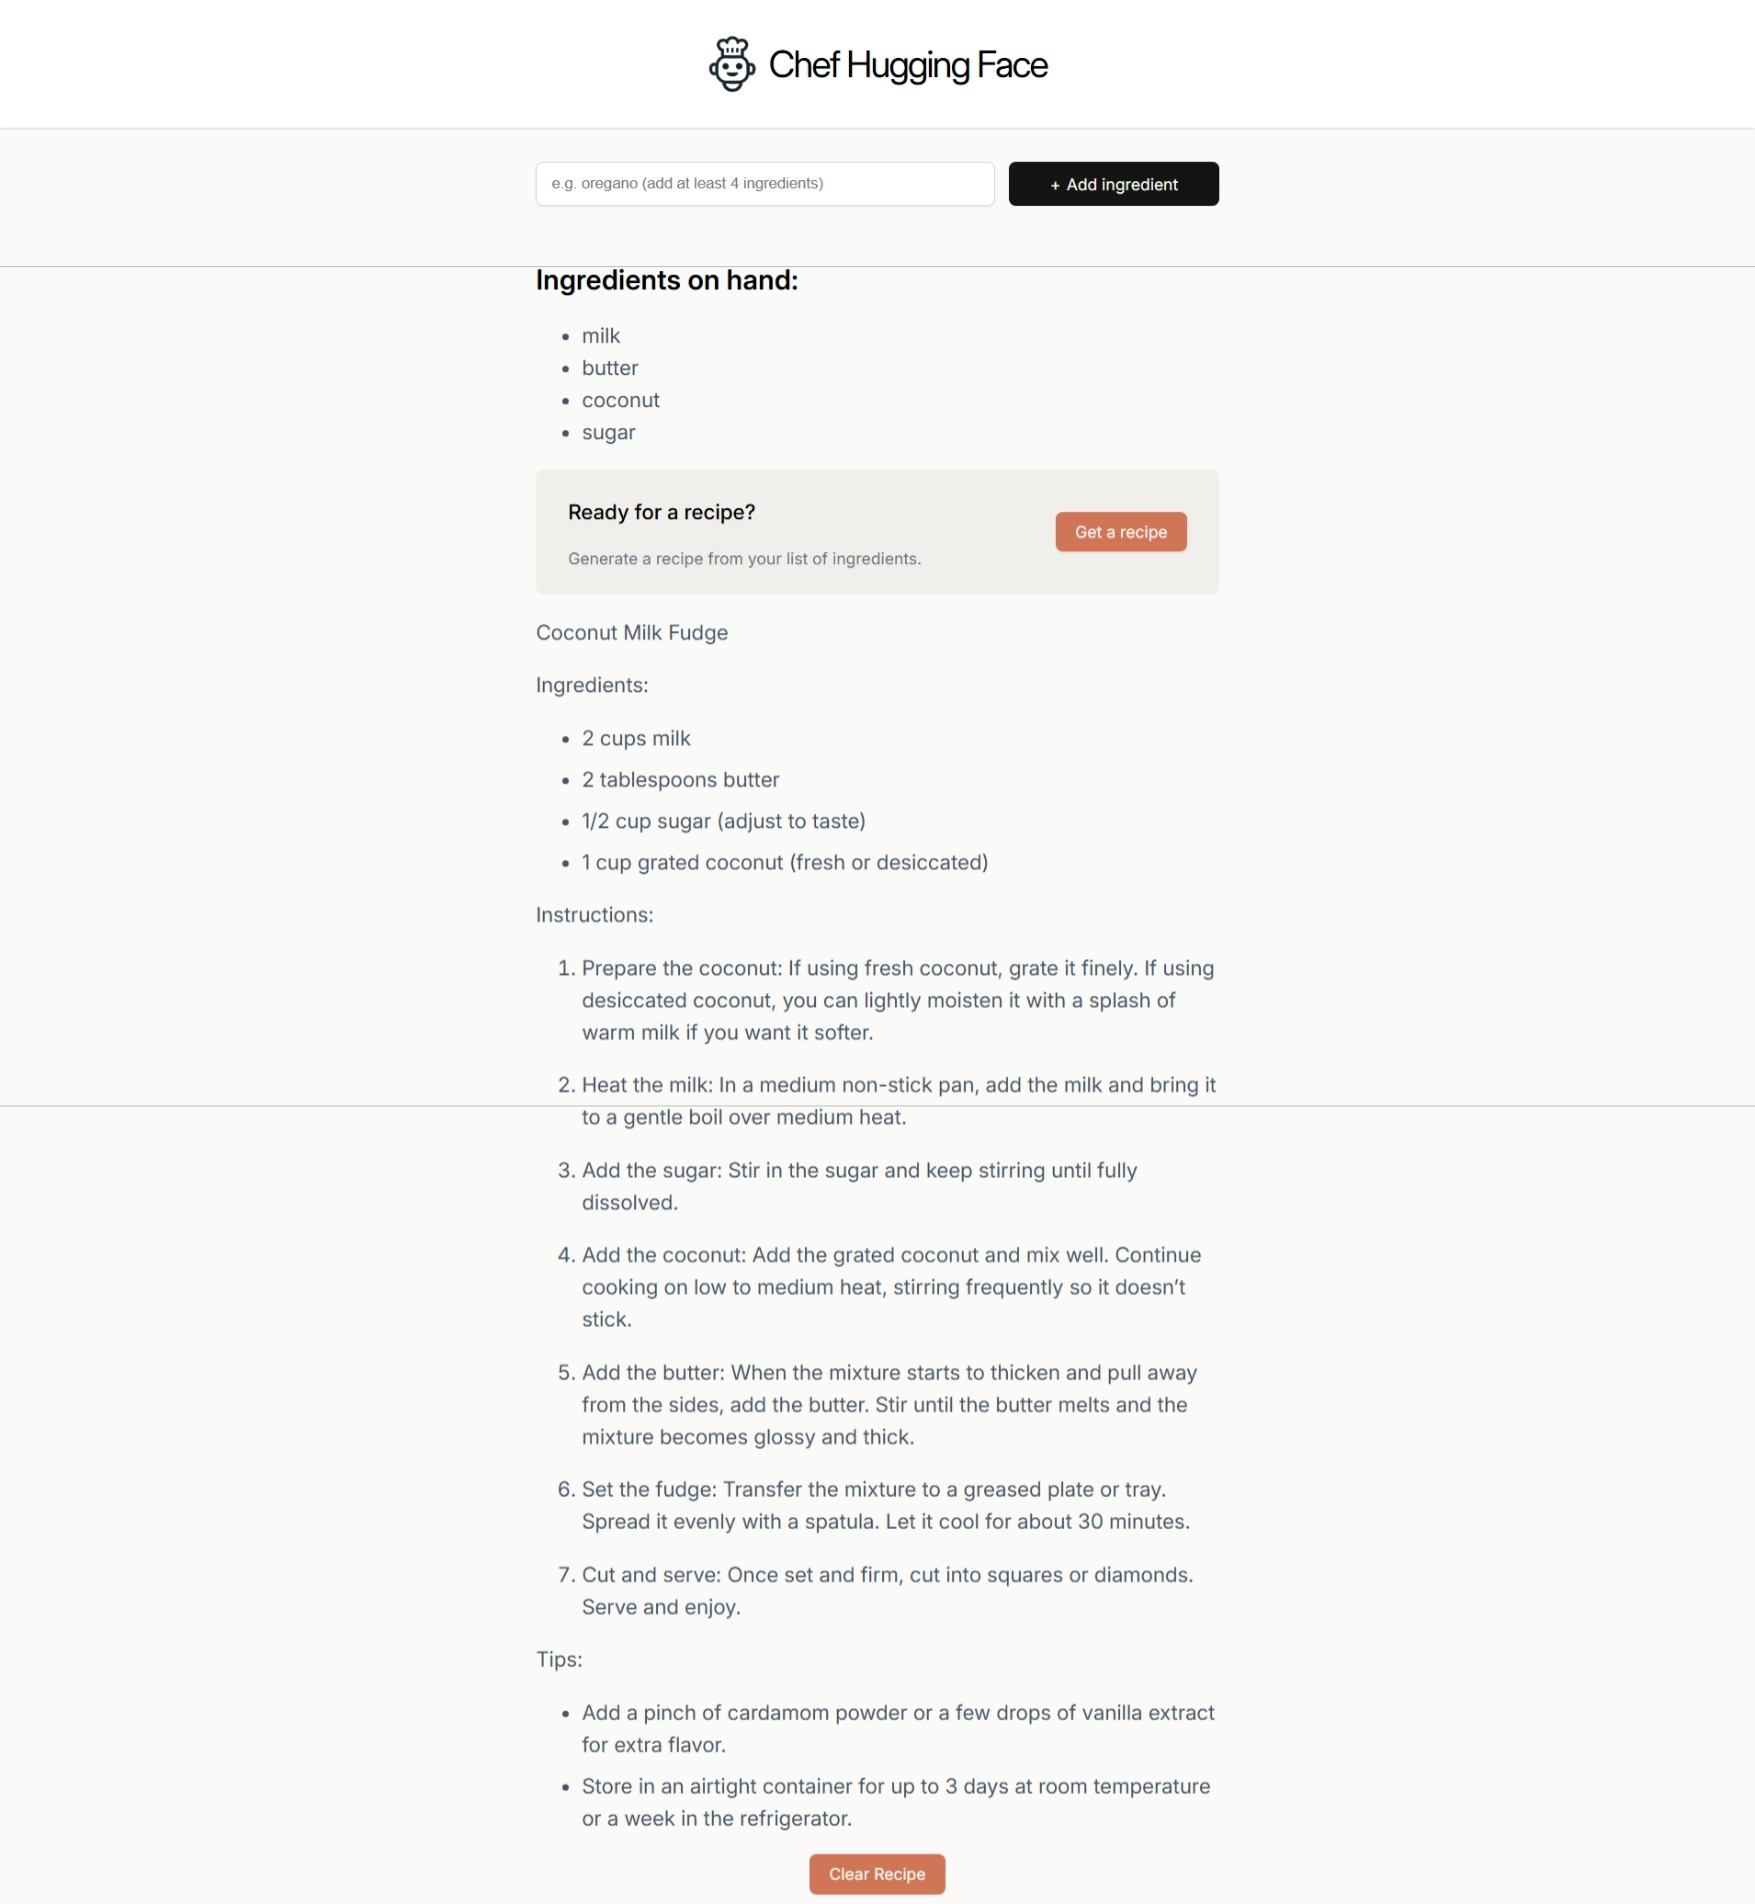 Chef Hugging Face
e.g. oregano (add at least 4 ingredients)
+ Add ingredient
Ingredients on hand:
• milk
• butter
• coconut
• sugar
Ready for a recipe?
Generate a recipe from your list of ingredients.
Get a recipe
Coconut Milk Fudge
Ingredients:
• 2 cups milk
• 2 tablespoons butter
• 1/2 cup sugar (adjust to taste)
• 1 cup grated coconut (fresh or desiccated)
Instructions:
1. Prepare the coconut: If using fresh coconut, grate it finely. If using
desiccated coconut, you can lightly moisten it with a splash of
warm milk if you want it softer.
2. Heat the milk: In a medium non-stick pan, add the milk and bring it
to a gentle boil over medium heat.
3. Add the sugar: Stir in the sugar and keep stirring until fully
dissolved.
4. Add the coconut: Add the grated coconut and mix well. Continue
cooking on low to medium heat, stirring frequently so it doesn’t
stick.
5. Add the butter: When the mixture starts to thicken and pull away
from the sides, add the butter. Stir until the butter melts and the
mixture becomes glossy and thick.
6. Set the fudge: Transfer the mixture to a greased plate or tray.
Spread it evenly with a spatula. Let it cool for about 30 minutes.
7. Cut and serve: Once set and firm, cut into squares or diamonds.
Serve and enjoy.
Tips:
• Add a pinch of cardamom powder or a few drops of vanilla extract
for extra flavor.
• Store in an airtight container for up to 3 days at room temperature
or a week in the refrigerator.
Clear Recipe